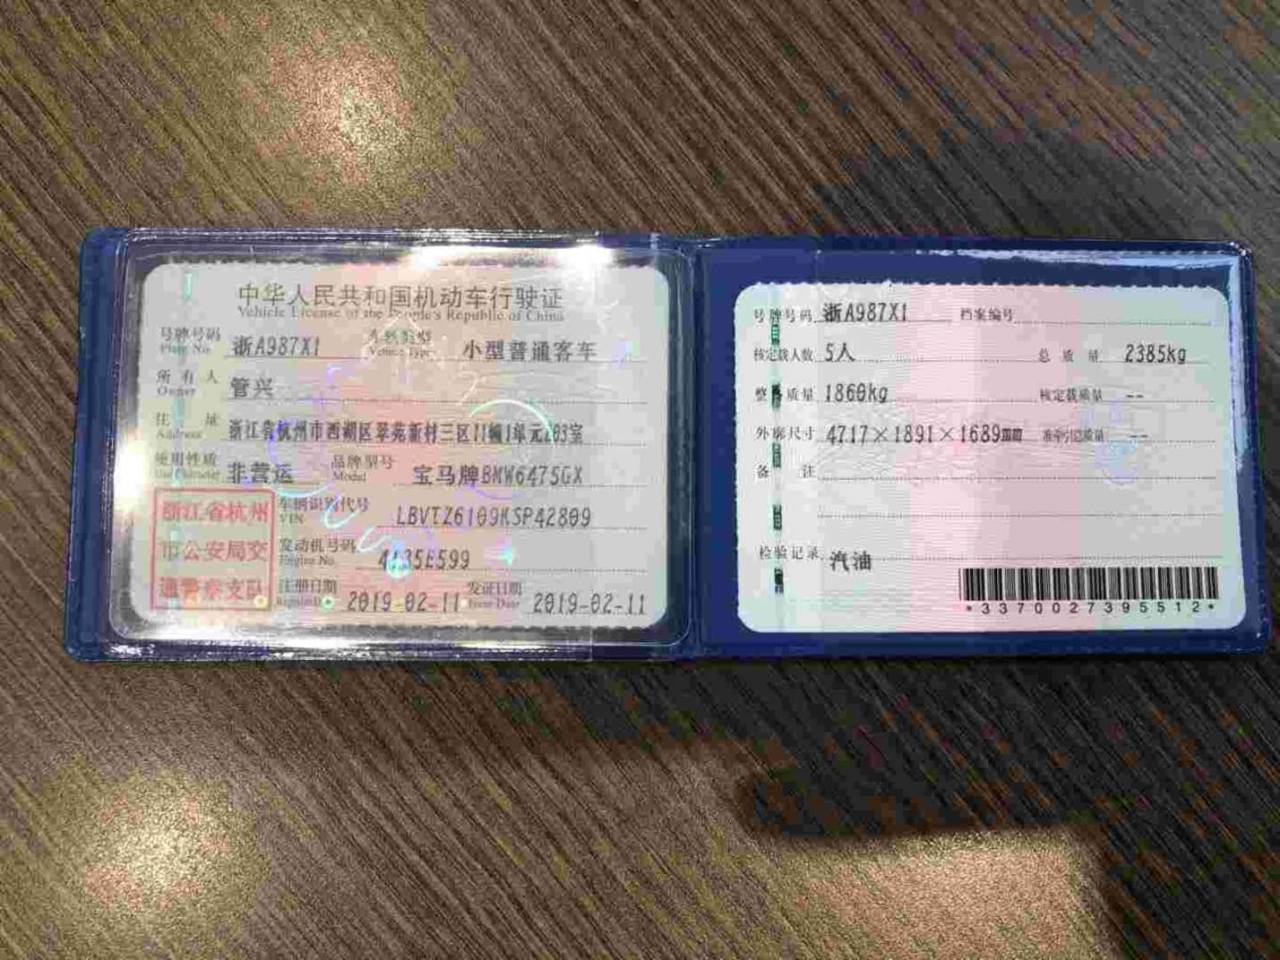 中华人民共和国机动车行驶证
Vehicle License of the People's Republic of China
号牌号码 浙A987X1 车辆类型 小型普通客车
Plate No. Vehicle Type
所有人 管兴
Owner
住址 浙江省杭州市西湖区翠苑新村三区11幢1单元203室
Address
使用性质 非营运 品牌型号 宝马牌BMW6475GX
Use Character Model
浙江省杭州
市公安局交
通警察支队
车辆识别代号
VIN
发动机号码
Engine No.
注册日期 2019-02-11 发证日期 2019-02-11
Register Date Issue Date
号牌号码 浙A987X1 档案编号
核定载人数 5人 总质量 2385kg
整备质量 1860kg 核定载质量 --
外廓尺寸 4717×1891×1689mm 准牵引总质量 --
备注
检验记录 汽油
*3370027395512*